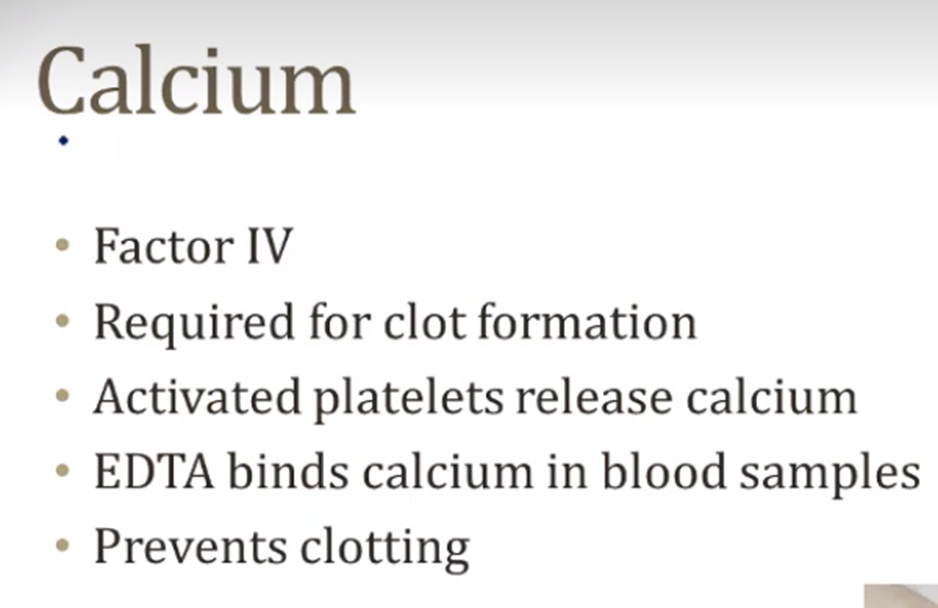 Calcium
• Factor IV
• Required for clot formation
• Activated platelets release calcium
• EDTA binds calcium in blood samples
• Prevents clotting